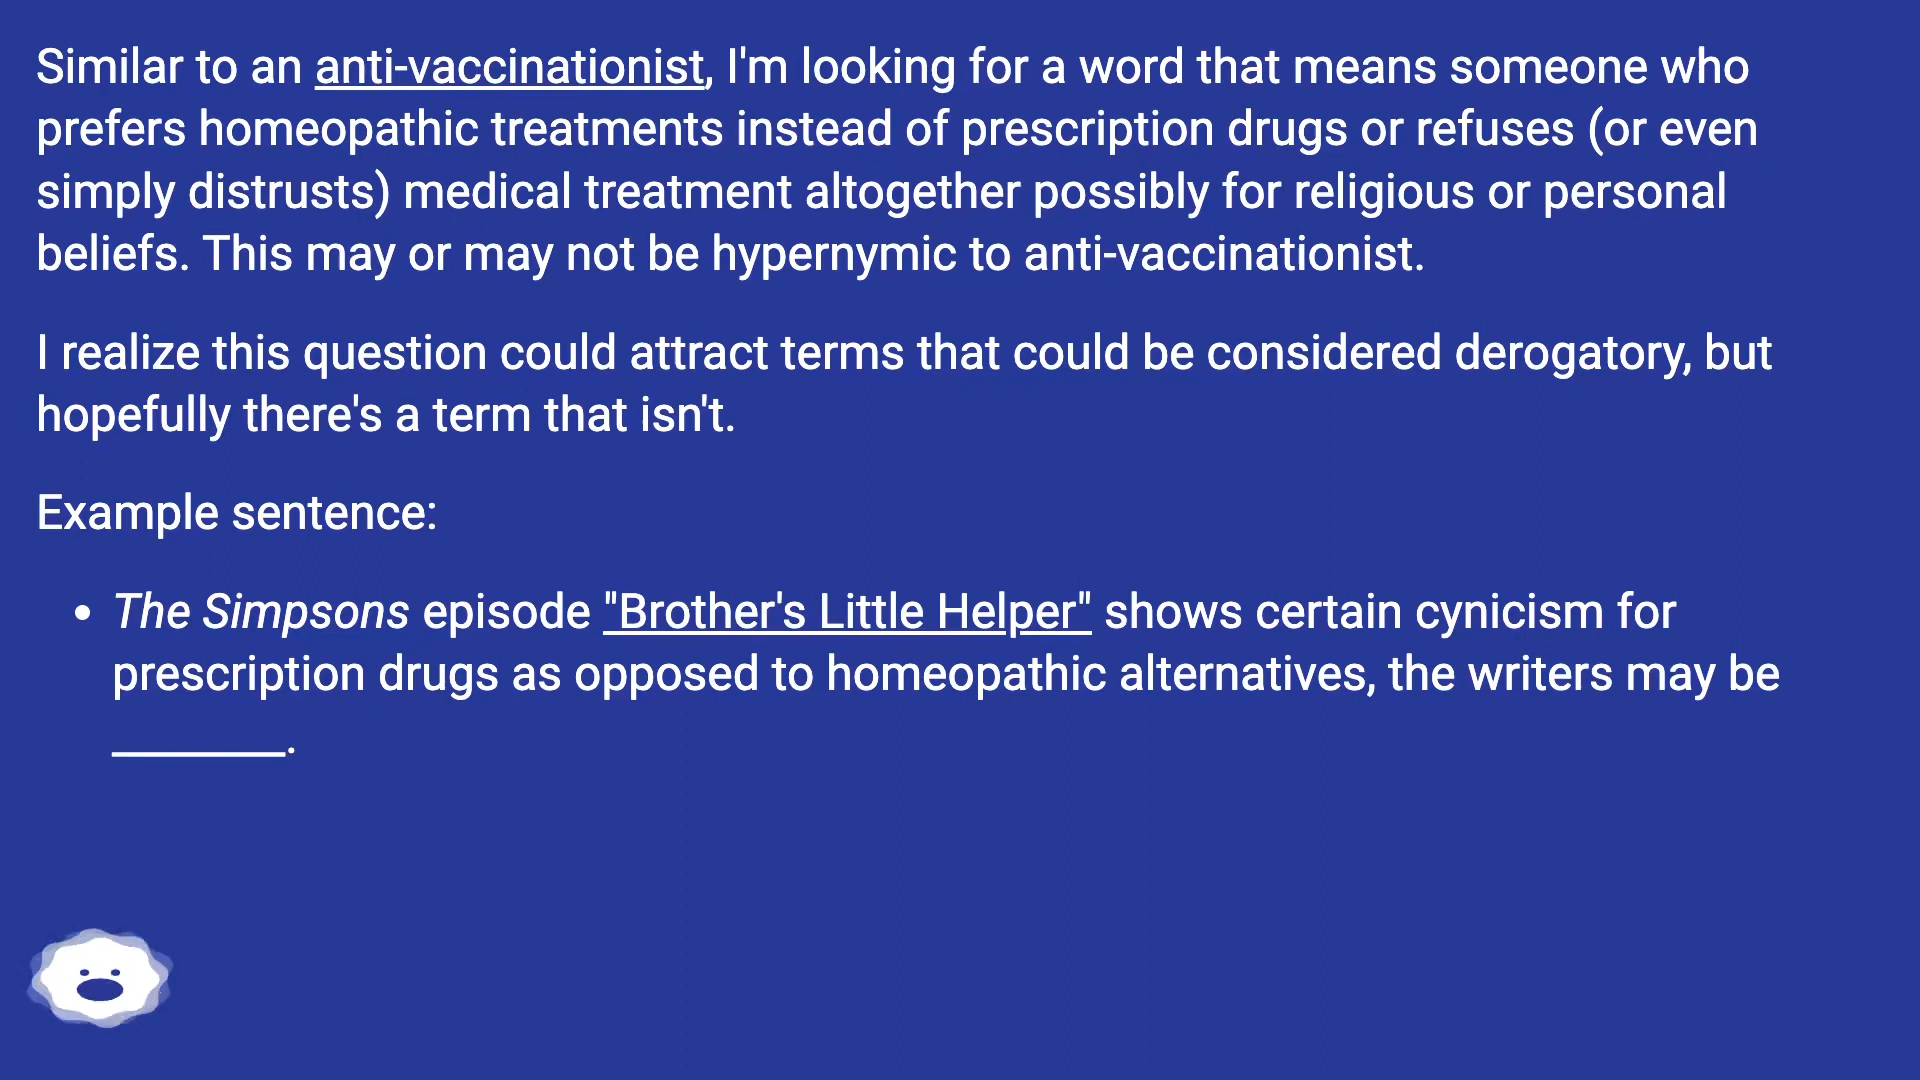 Similar to an anti-vaccinationist, I'm looking for a word that means someone who
prefers homeopathic treatments instead of prescription drugs or refuses (or even
simply distrusts) medical treatment altogether possibly for religious or personal
beliefs. This may or may not be hypernymic to anti-vaccinationist.
I realize this question could attract terms that could be considered derogatory, but
hopefully there's a term that isn't.
Example sentence:
• The Simpsons episode "Brother's Little Helper" shows certain cynicism for
prescription drugs as opposed to homeopathic alternatives, the writers may be
________.